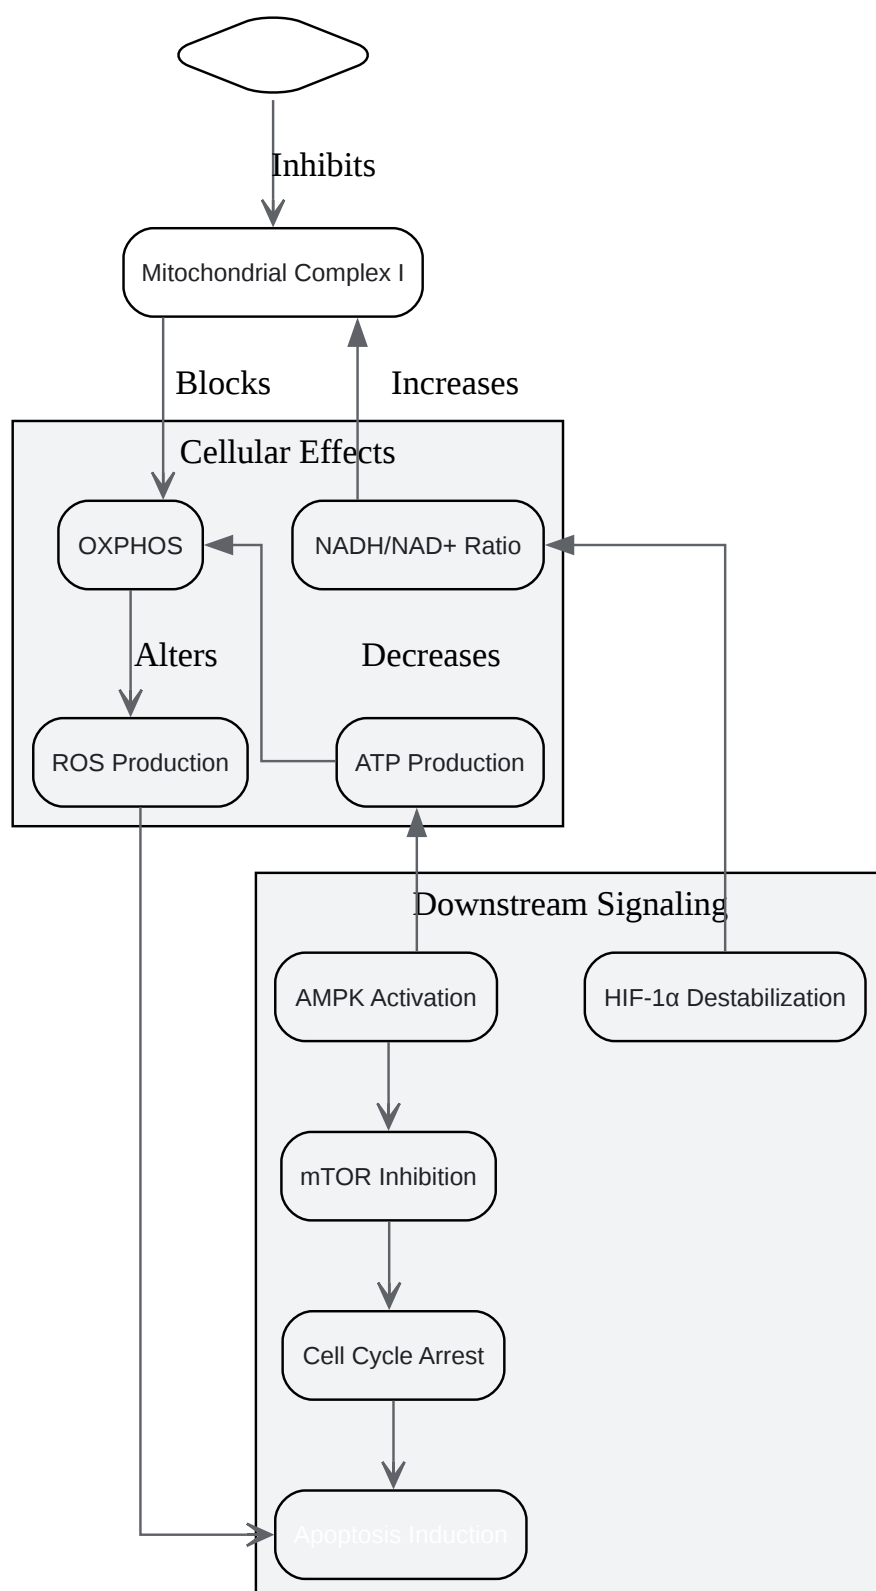 Inhibits
Mitochondrial Complex I
Blocks
Increases
Cellular Effects
OXPHOS
NADH/NAD+ Ratio
Alters
Decreases
ROS Production
ATP Production
Downstream Signaling
AMPK Activation
HIF-1α Destabilization
mTOR Inhibition
Cell Cycle Arrest
Apoptosis Induction